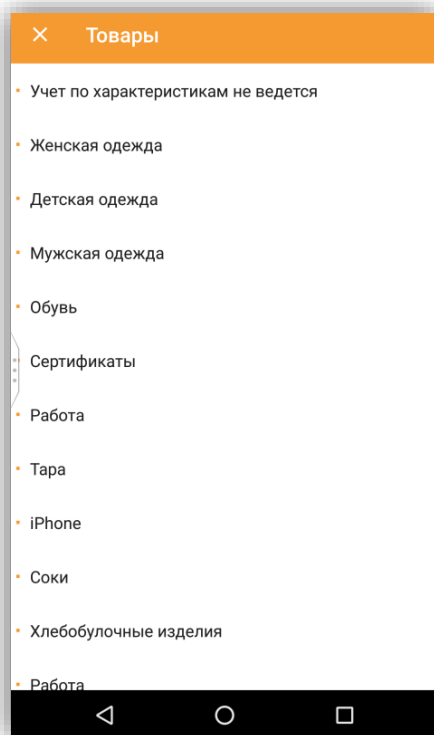 Товары
Учет по характеристикам не ведется
Женская одежда
Детская одежда
Мужская одежда
Обувь
Сертификаты
Работа
Тара
iPhone
Соки
Хлебобулочные изделия
Работа